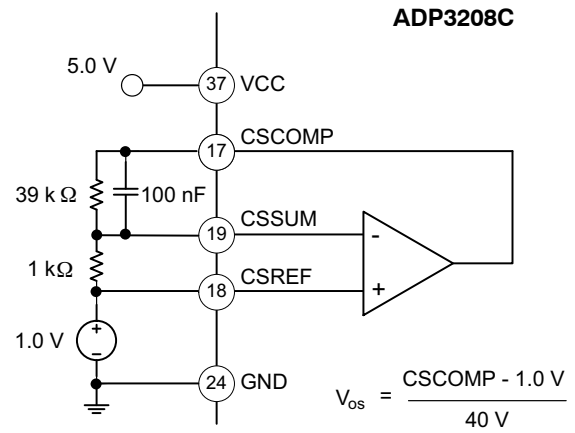 ADP3208C
5.0 V
37 VCC
CSCOMP
17
39 k Ω
100 nF
CSSUM
19
-
1 kΩ
CSREF
18
+
+
1.0 V
-
24 GND
V_os = CSCOMP - 1.0 V
40 V